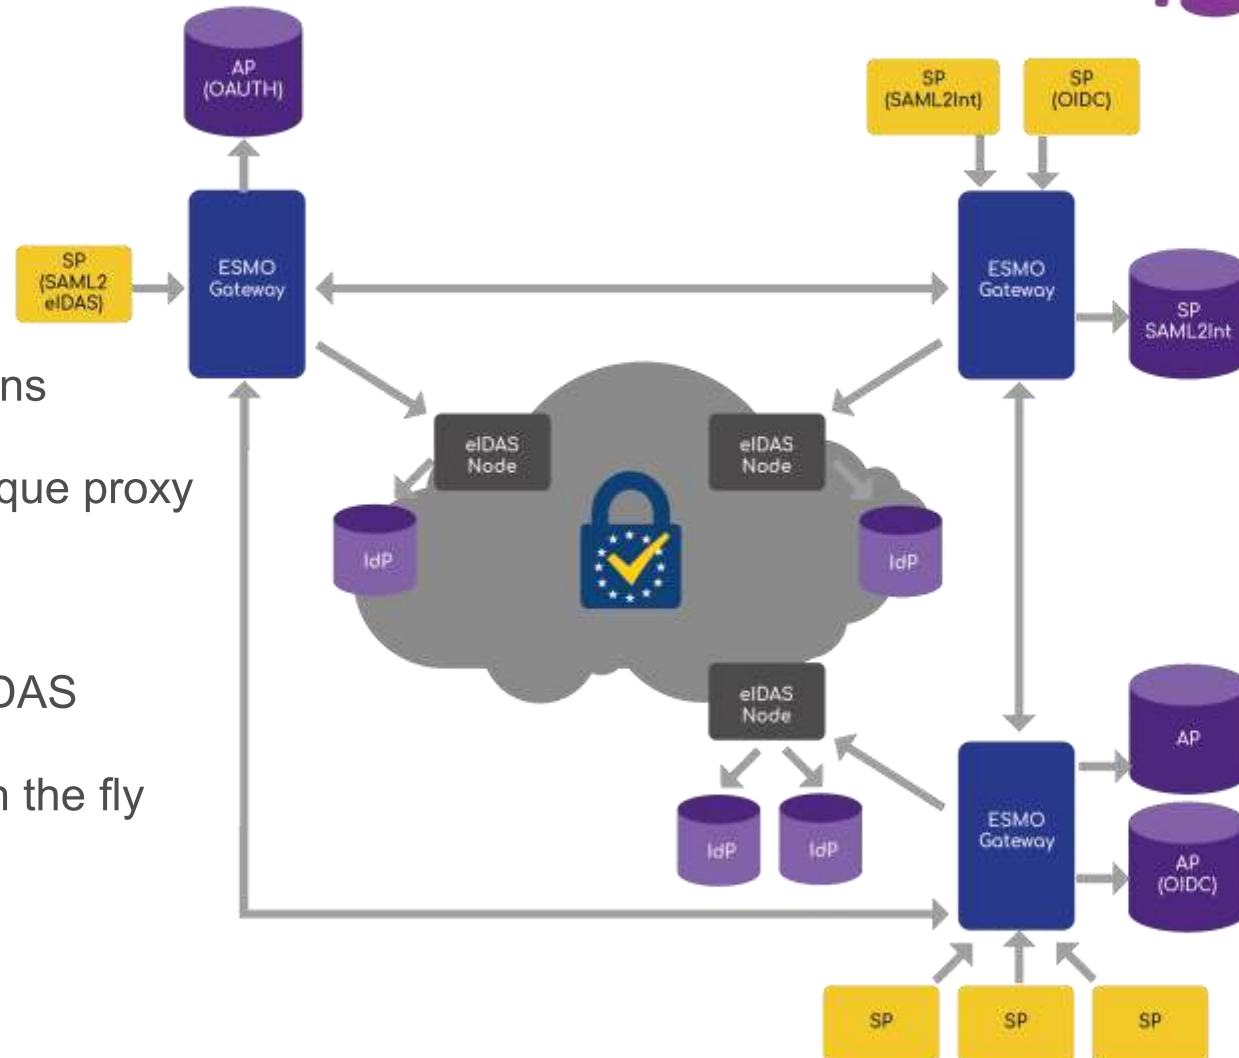 AP
(OAUTH)
SP
(SAML2Int)
SP
(OIDC)
SP
(SAML2
eIDAS)
ESMO
Gateway
ESMO
Gateway
SP
SAML2Int
ns
que proxy
DAS
n the fly
eIDAS
Node
eIDAS
Node
IdP
IdP
eIDAS
Node
IdP
IdP
ESMO
Gateway
AP
AP
(OIDC)
SP
SP
SP